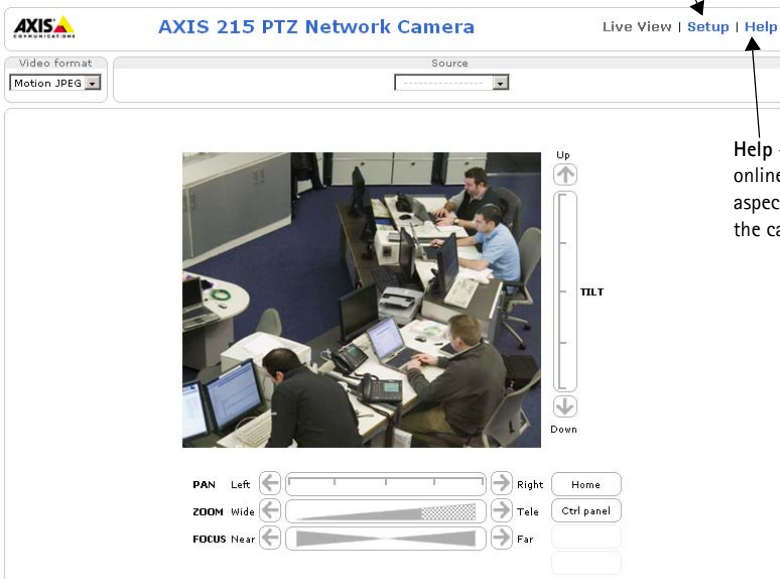 AXIS
COMMUNICATIONS
AXIS 215 PTZ Network Camera
Live View | Setup | Help
Video format
Source
Motion JPEG
Help -
online
aspec
the ca
Up
TILT
Down
PAN Left Right Home
ZOOM Wide Tele Ctrl panel
FOCUS Near Far